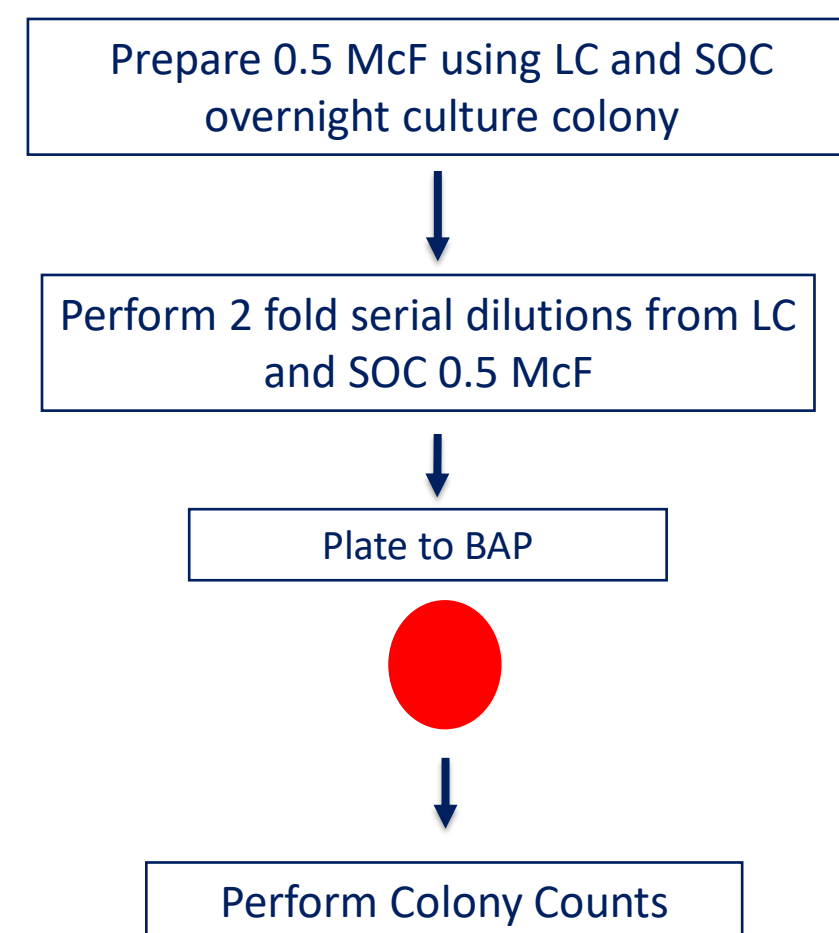 Prepare 0.5 McF using LC and SOC
overnight culture colony
Perform 2 fold serial dilutions from LC
and SOC 0.5 McF
Plate to BAP
Perform Colony Counts